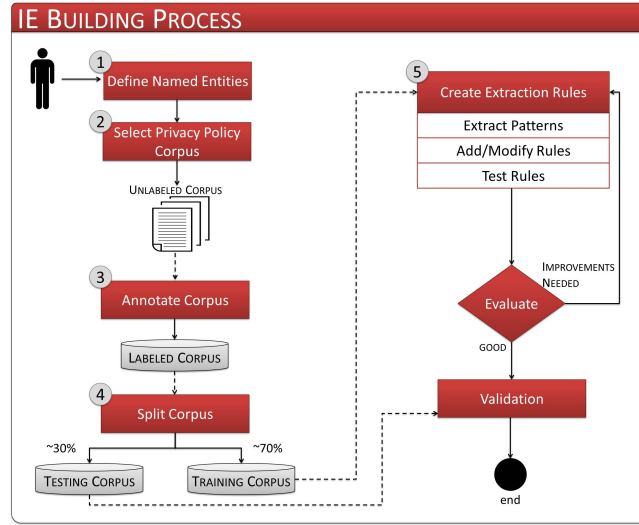 IE BUILDING PROCESS
1
Define Named Entities
2
Select Privacy Policy
Corpus
UNLABELED CORPUS
3
Annotate Corpus
LABELED CORPUS
4
Split Corpus
~30%
~70%
TESTING CORPUS
TRAINING CORPUS
5
Create Extraction Rules
Extract Patterns
Add/Modify Rules
Test Rules
IMPROVEMENTS
NEEDED
Evaluate
GOOD
Validation
end